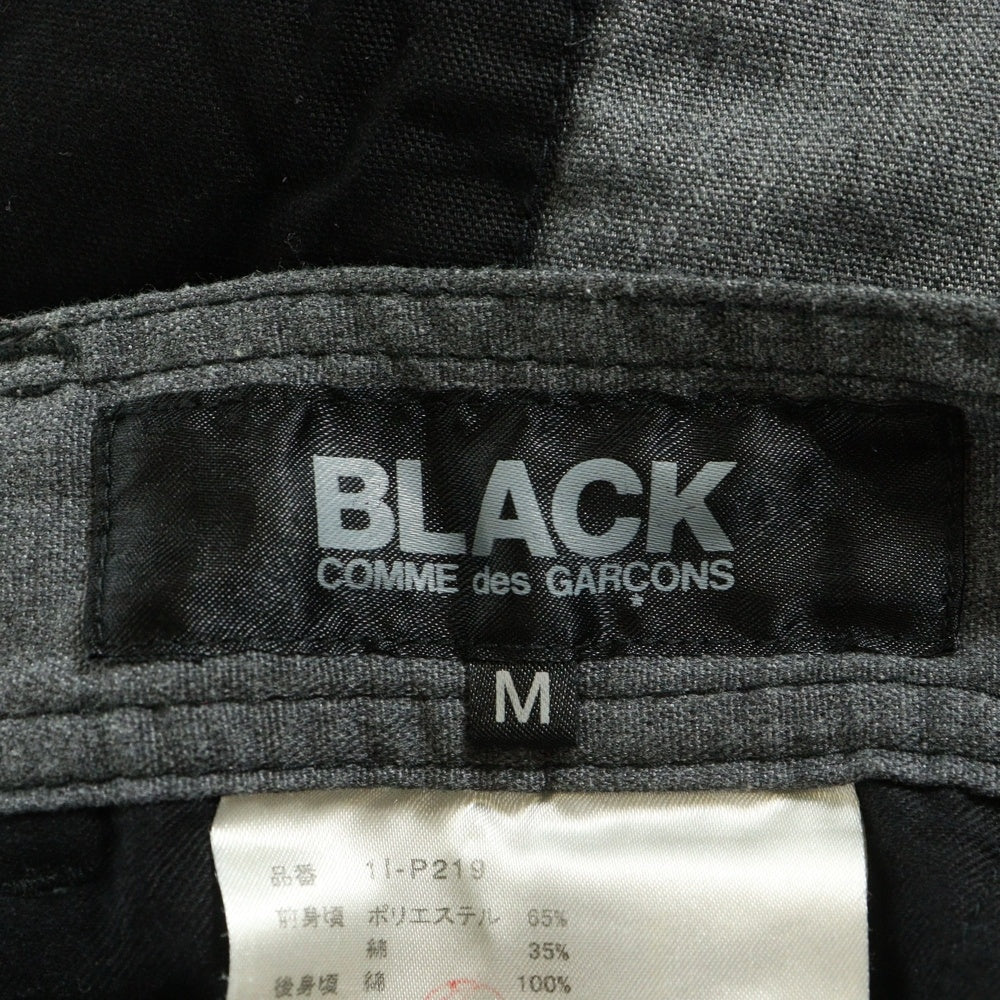 BLACK
COMME des GARÇONS
M
品番 1I-P219
前身頃 ポリエステル 65%
綿 35%
後身頃 綿 100%